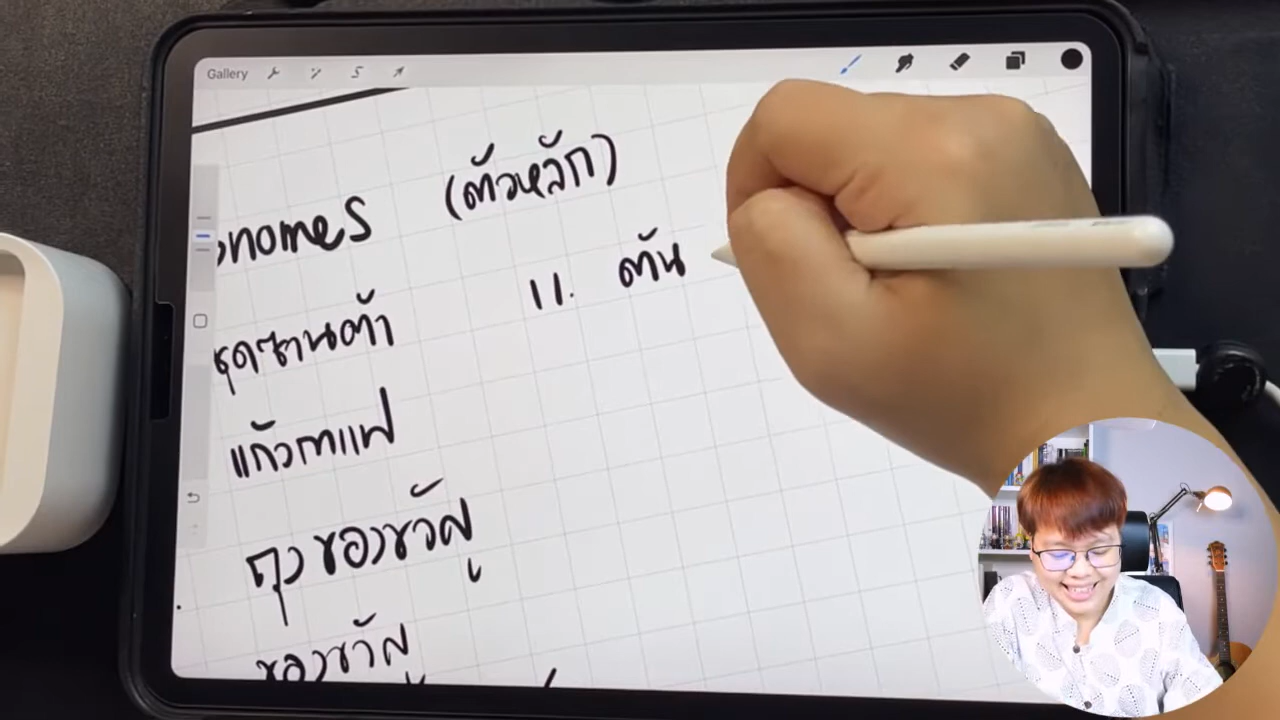 Gallery
gnomes (ตัวหลัก)
ชุดซานต้า
11. ต้น
แก้วกาแฟ
ถุงของขวัญ
ของขวัญ